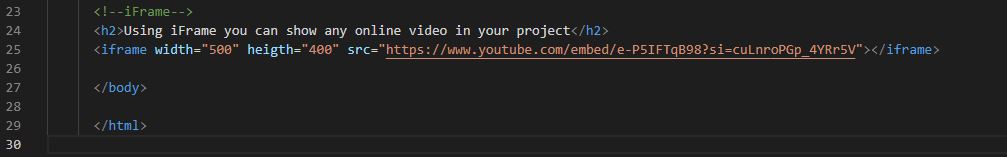 23 <!--iFrame-->
24 <h2>Using iFrame you can show any online video in your project</h2>
25 <iframe width="500" heigth="400" src="https://www.youtube.com/embed/e-P5IFTqB98?si=cuLnroPGp_4YRr5V"></iframe>
26
27 </body>
28
29 </html>
30